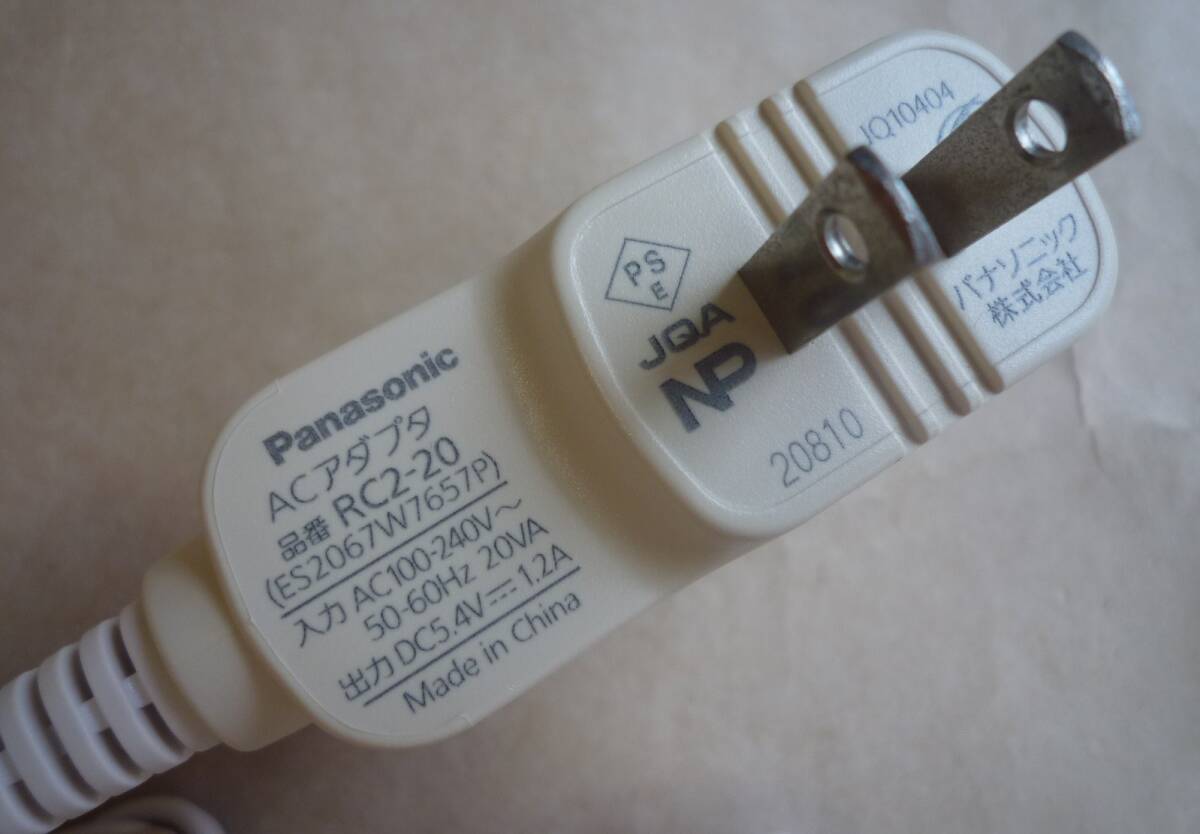 Panasonic
ACアダプタ
品番 RC2-20
(ES2067W7657P)
入力 AC100-240V～
50-60Hz 20VA
出力 DC5.4V⎓1.2A
Made in China
PS
E
JQA
NP
20810
JQ10404
パナソニック
株式会社